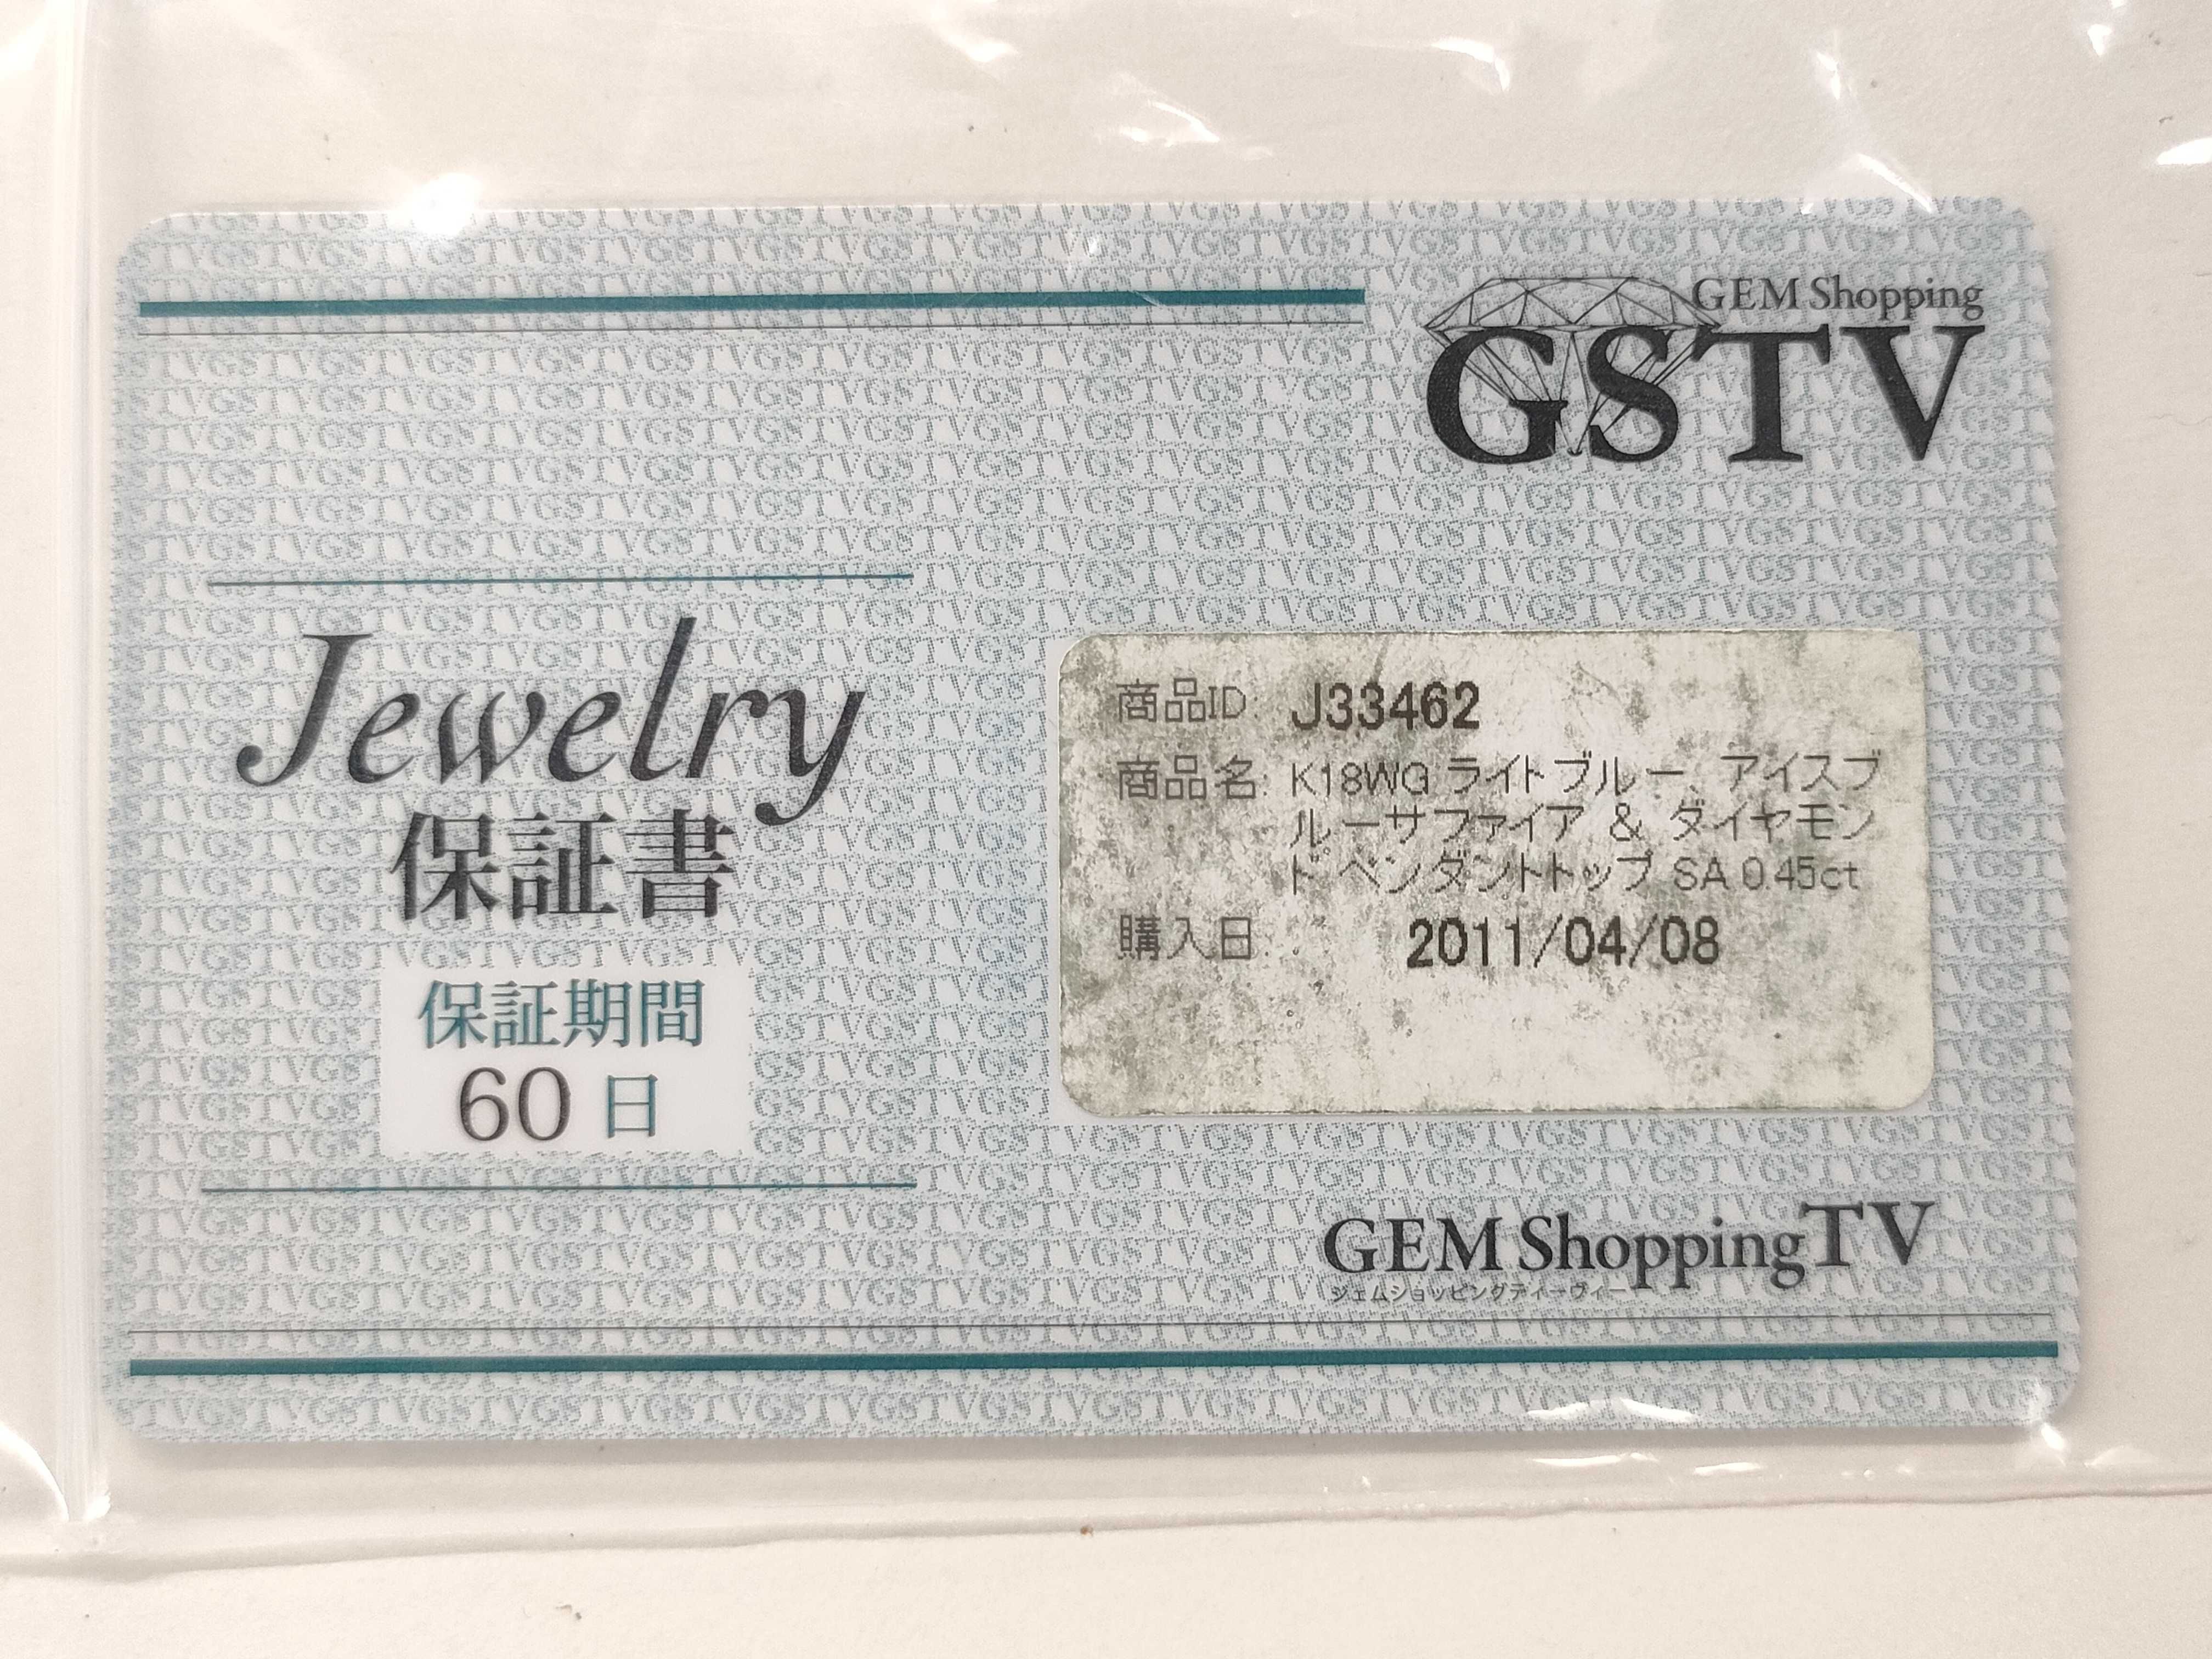 GEM Shopping
GSTV
Jewelry
保証書
保証期間
60日
商品ID: J33462
商品名: K18WG ライトブルー、アイスブ
ルーサファイア & ダイヤモン
ド ペンダントトップ SA 0.45ct
購入日: 2011/04/08
GEM ShoppingTV
ジェムショッピングティーヴィー